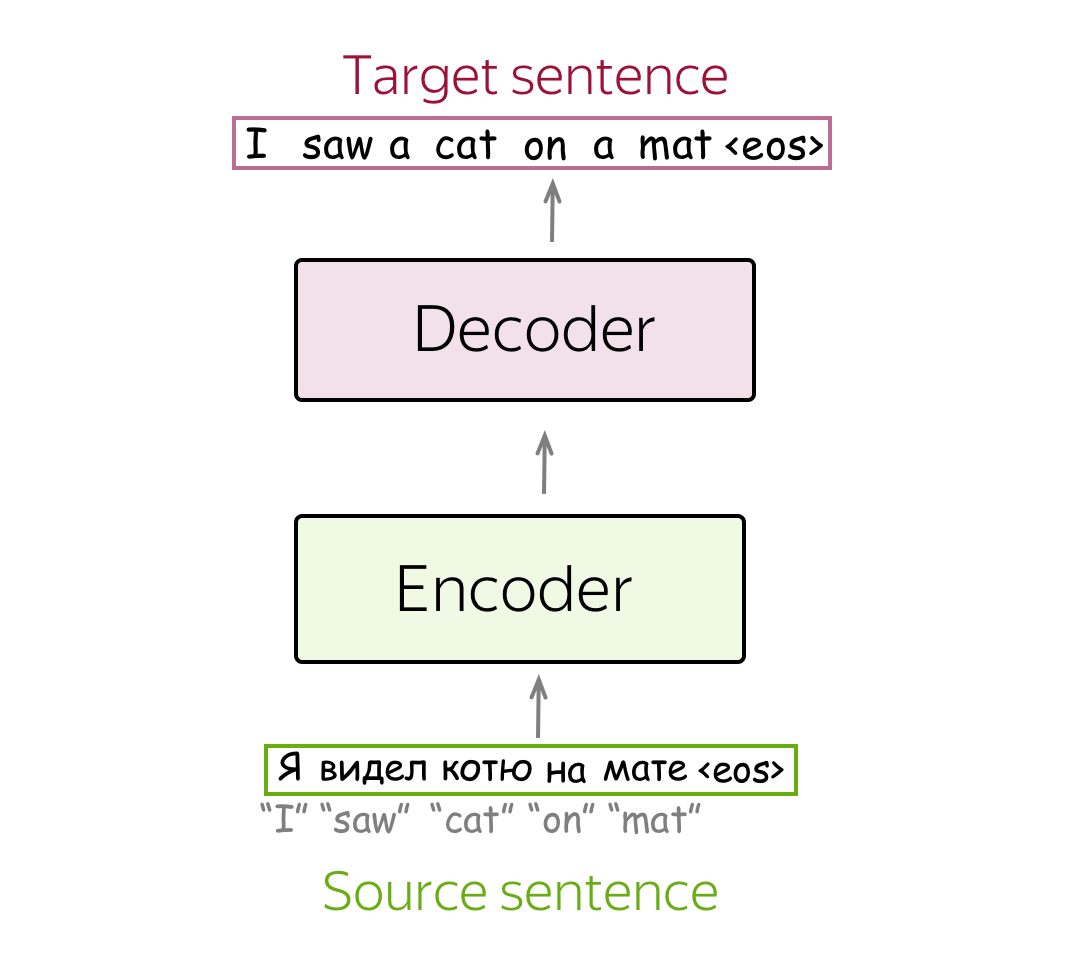 Target sentence
I saw a cat on a mat <eos>
Decoder
Encoder
Я видел котю на мате <eos>
“I” “saw” “cat” “on” “mat”
Source sentence